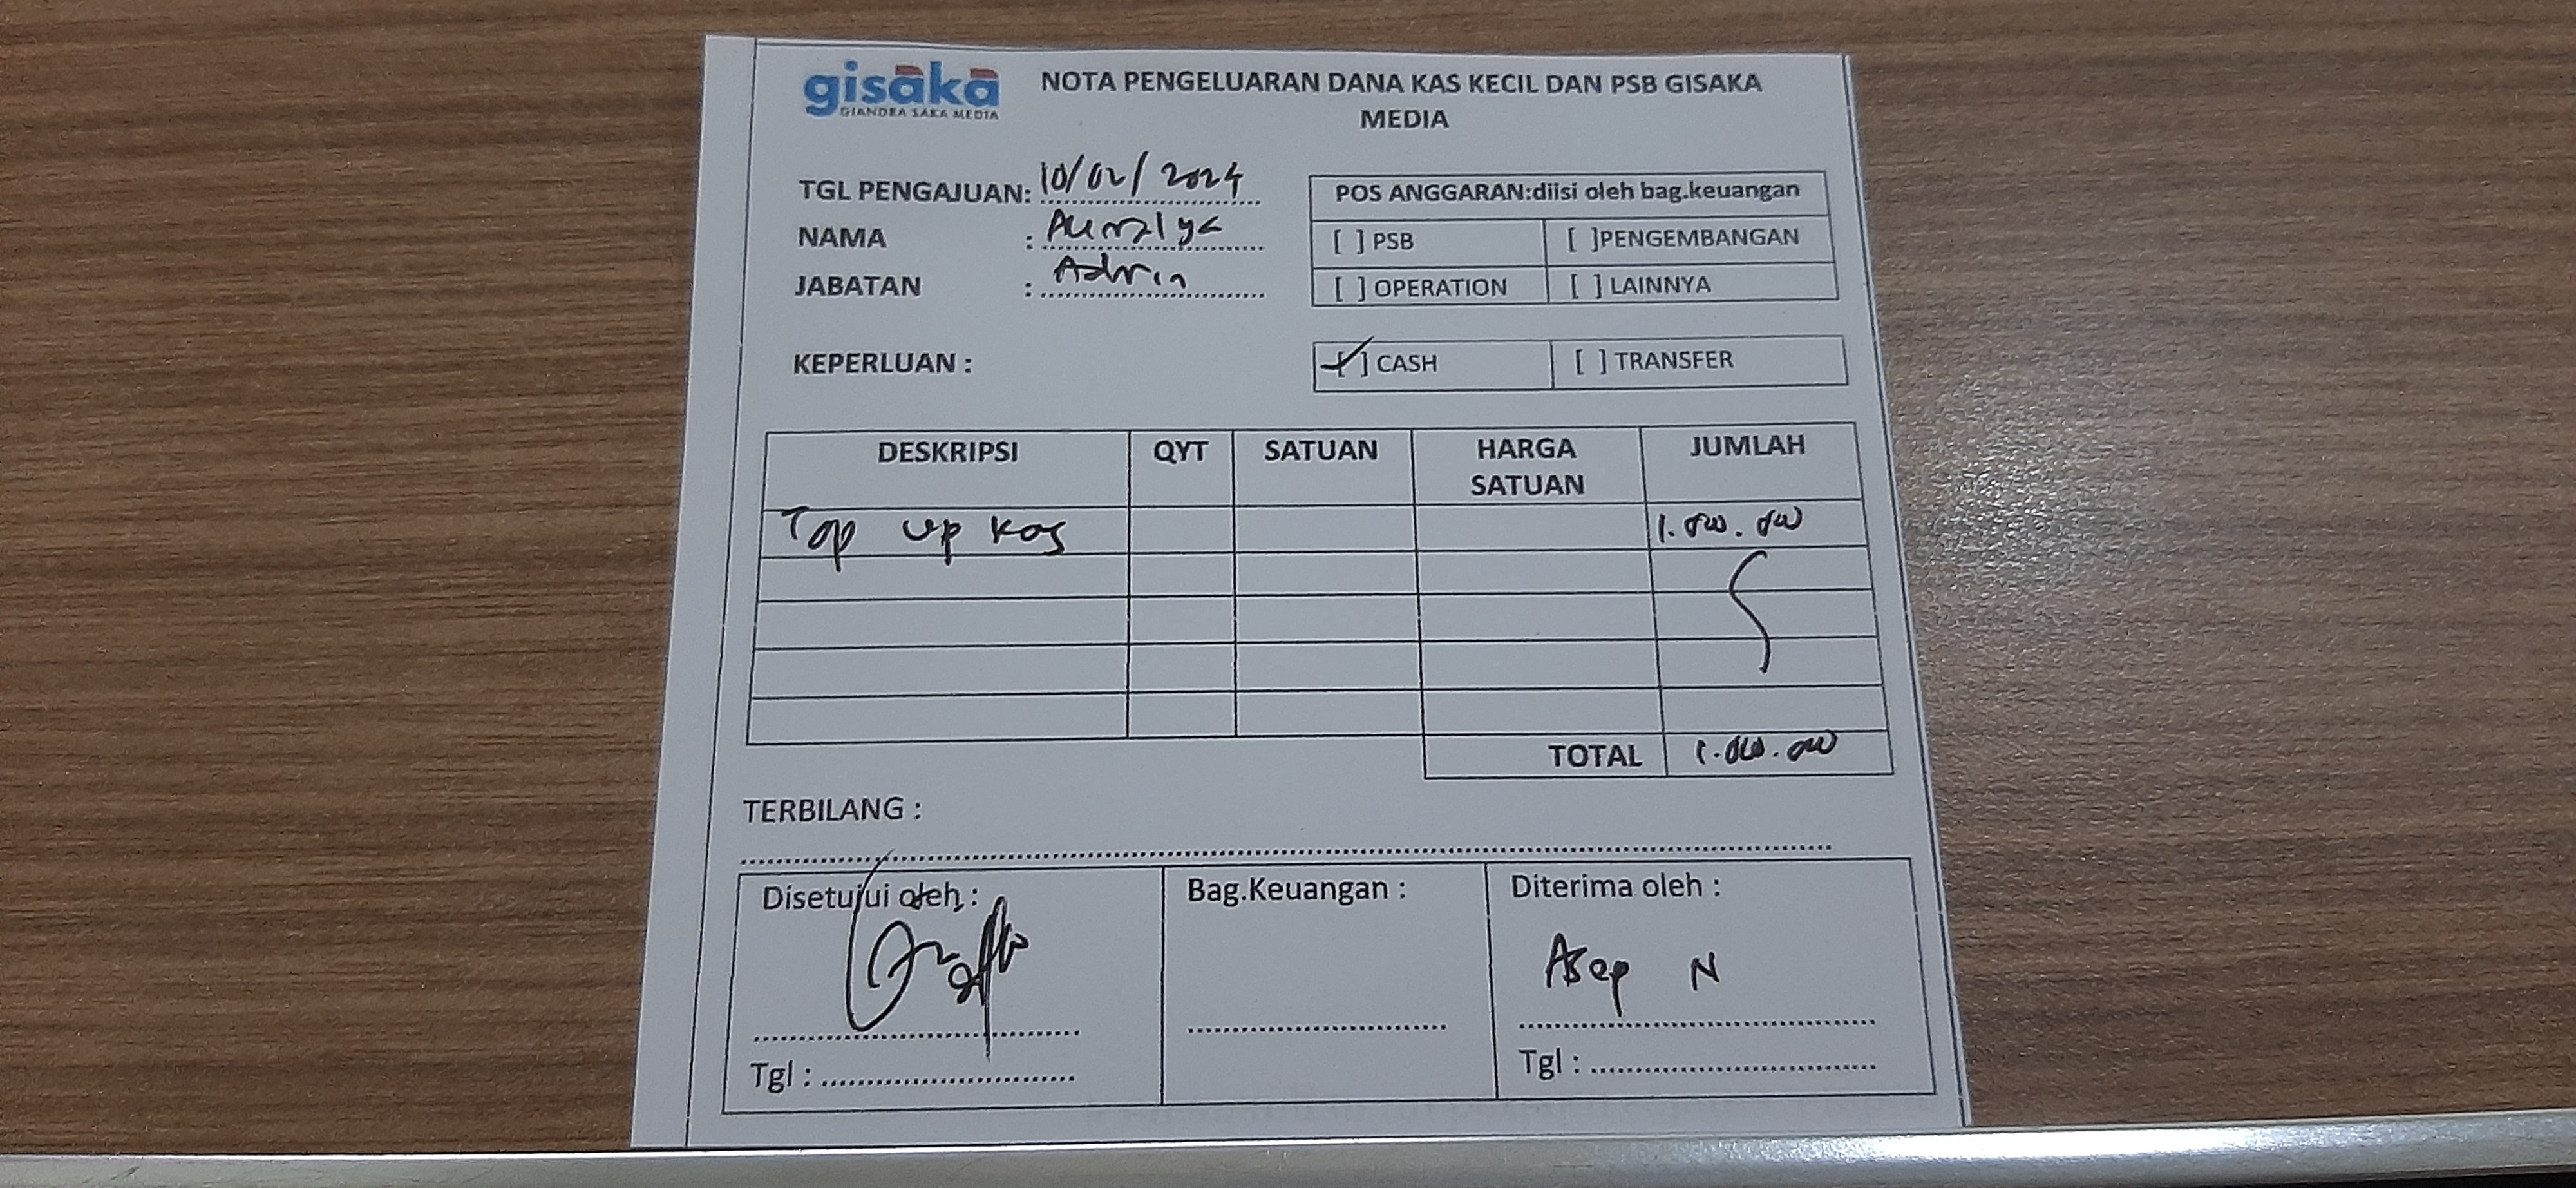 gisaka
GIANDRA SAKA MEDIA
NOTA PENGELUARAN DANA KAS KECIL DAN PSB GISAKA
MEDIA
TGL PENGAJUAN: 10/02/2024
NAMA :
JABATAN : Admin
POS ANGGARAN:diisi oleh bag.keuangan
[ ] PSB [ ]PENGEMBANGAN
[ ] OPERATION [ ] LAINNYA
KEPERLUAN :
[✓] CASH [ ] TRANSFER
DESKRIPSI QYT SATUAN HARGA SATUAN JUMLAH
Top up kas 1.000.000
TOTAL 1.000.000
TERBILANG :
Disetujui oleh : Bag.Keuangan : Diterima oleh :
Asep N
Tgl : Tgl :